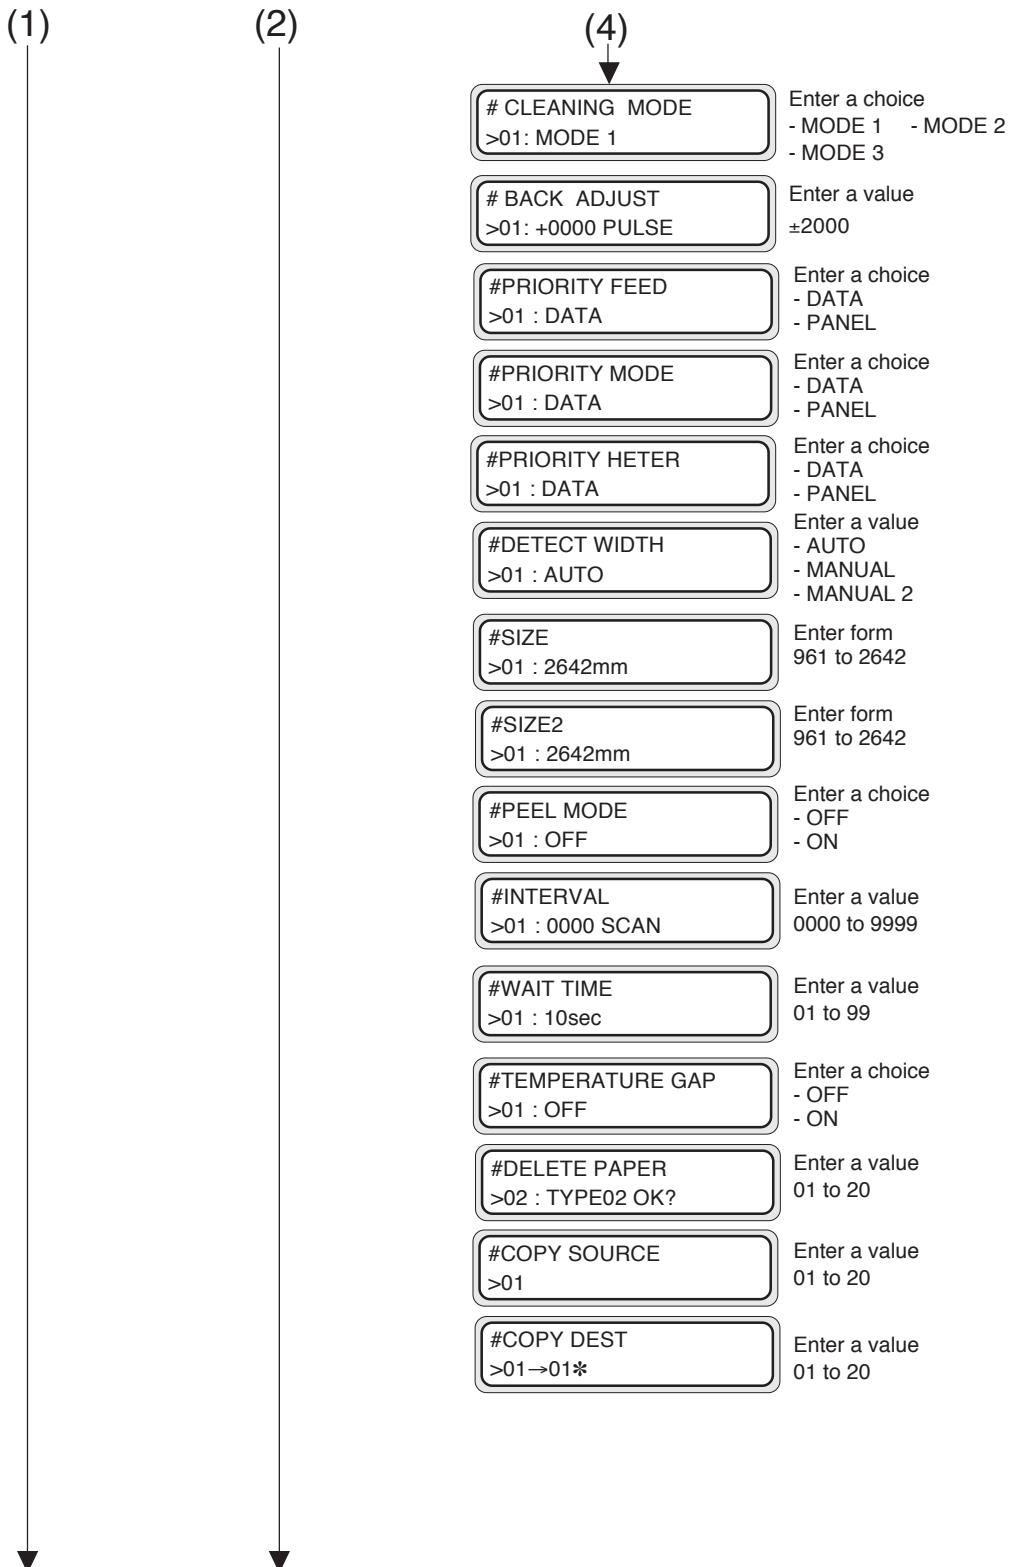 (1) (2) (4)
# CLEANING MODE
>01: MODE 1
Enter a choice
- MODE 1 - MODE 2
- MODE 3
# BACK ADJUST
>01: +0000 PULSE
Enter a value
±2000
#PRIORITY FEED
>01 : DATA
Enter a choice
- DATA
- PANEL
#PRIORITY MODE
>01 : DATA
Enter a choice
- DATA
- PANEL
#PRIORITY HETER
>01 : DATA
Enter a choice
- DATA
- PANEL
#DETECT WIDTH
>01 : AUTO
Enter a value
- AUTO
- MANUAL
- MANUAL 2
#SIZE
>01 : 2642mm
Enter form
961 to 2642
#SIZE2
>01 : 2642mm
Enter form
961 to 2642
#PEEL MODE
>01 : OFF
Enter a choice
- OFF
- ON
#INTERVAL
>01 : 0000 SCAN
Enter a value
0000 to 9999
#WAIT TIME
>01 : 10sec
Enter a value
01 to 99
#TEMPERATURE GAP
>01 : OFF
Enter a choice
- OFF
- ON
#DELETE PAPER
>02 : TYPE02 OK?
Enter a value
01 to 20
#COPY SOURCE
>01
Enter a value
01 to 20
#COPY DEST
>01→01✽
Enter a value
01 to 20